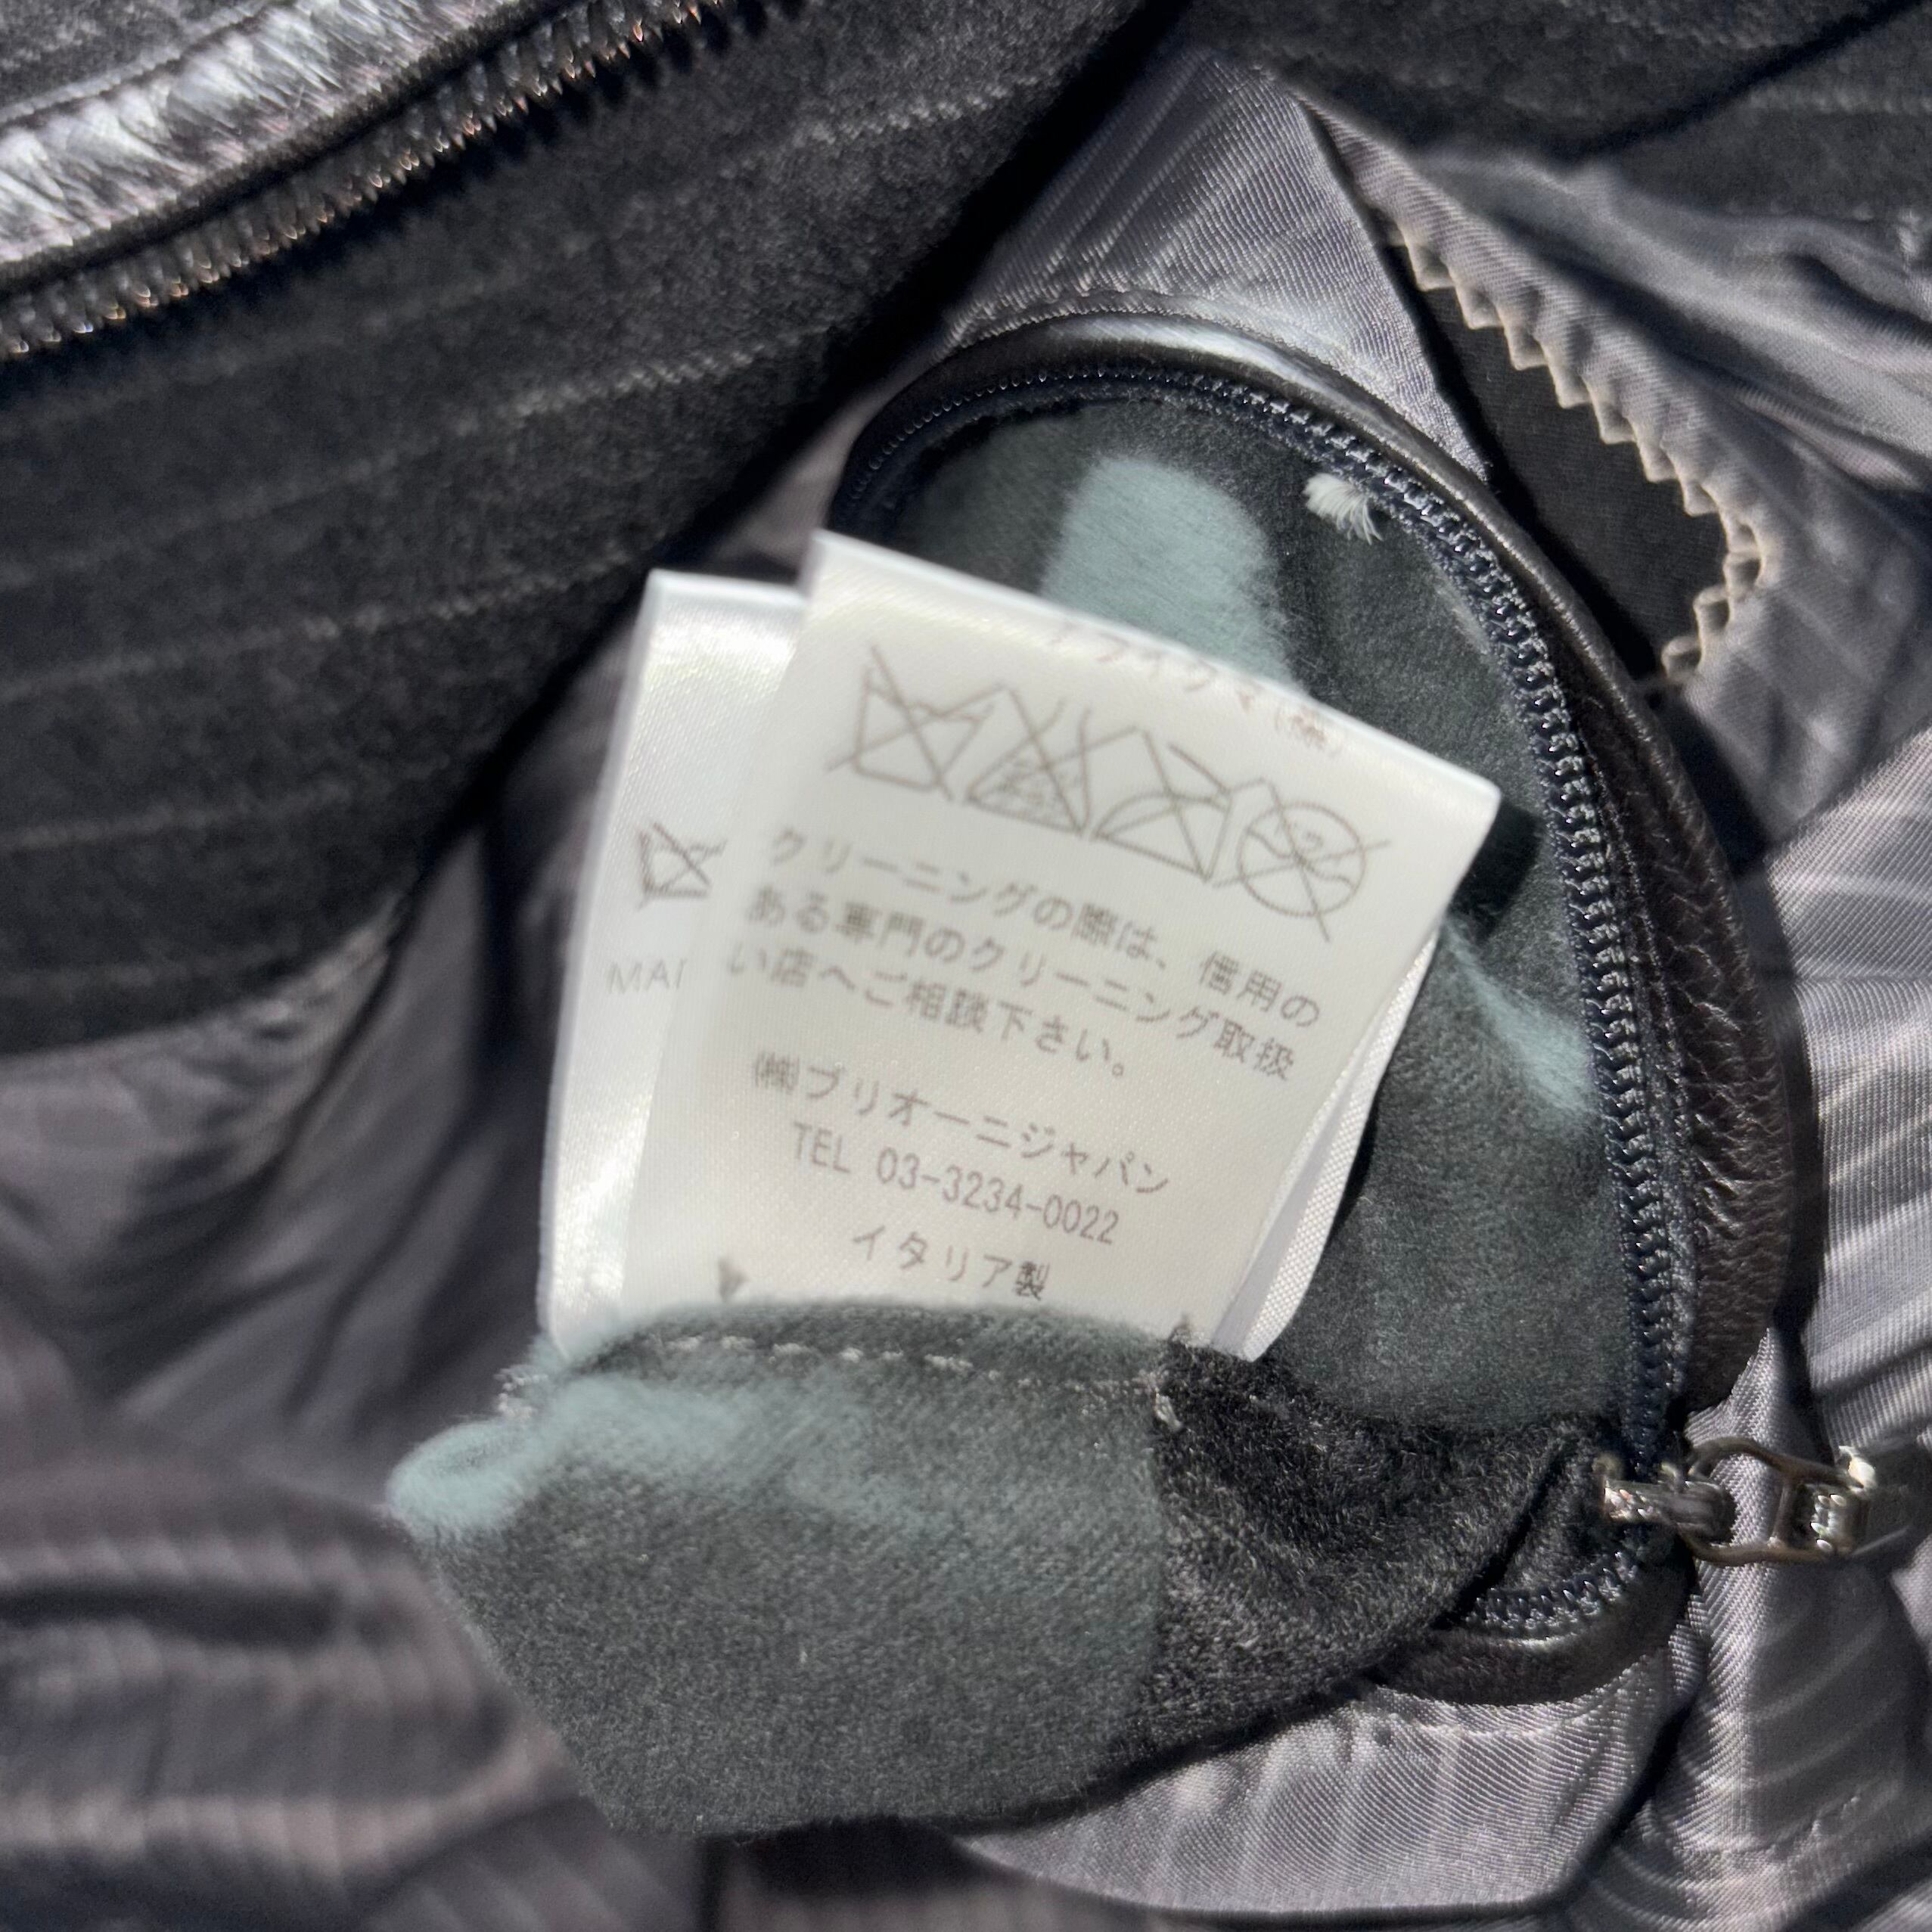 クリーニングの際は、信用の
ある専門のクリーニング取扱
い店へご相談下さい。
㈱ブリオーニジャパン
TEL 03-3234-0022
イタリア製